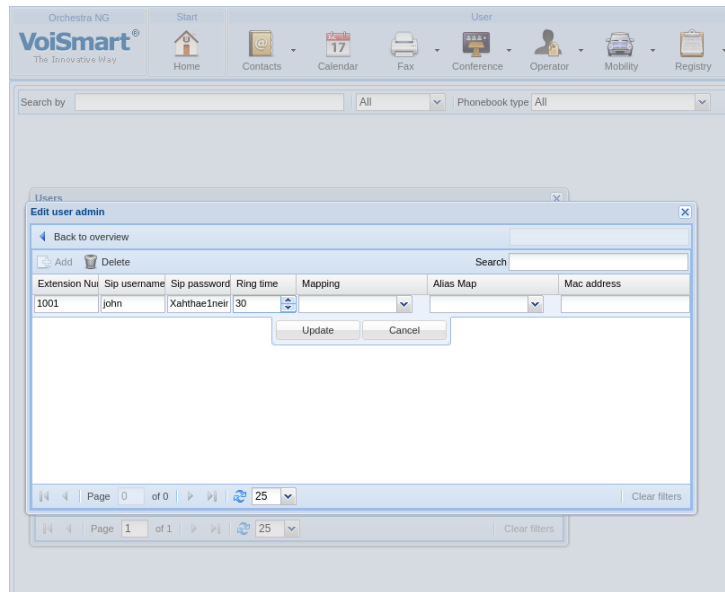 Orchestra NG
Start
User
VoiSmart®
The Innovative Way
Home
Contacts
17
Calendar
Fax
Conference
Operator
Mobility
Registry
Search by
All
Phonebook type All
Users
Edit user admin
Back to overview
Add Delete
Search
Extension Nu Sip username Sip password Ring time Mapping Alias Map Mac address
1001 john Xahthae1neir 30
Update Cancel
Page 0 of 0 25 Clear filters
Page 1 of 1 25 Clear filters